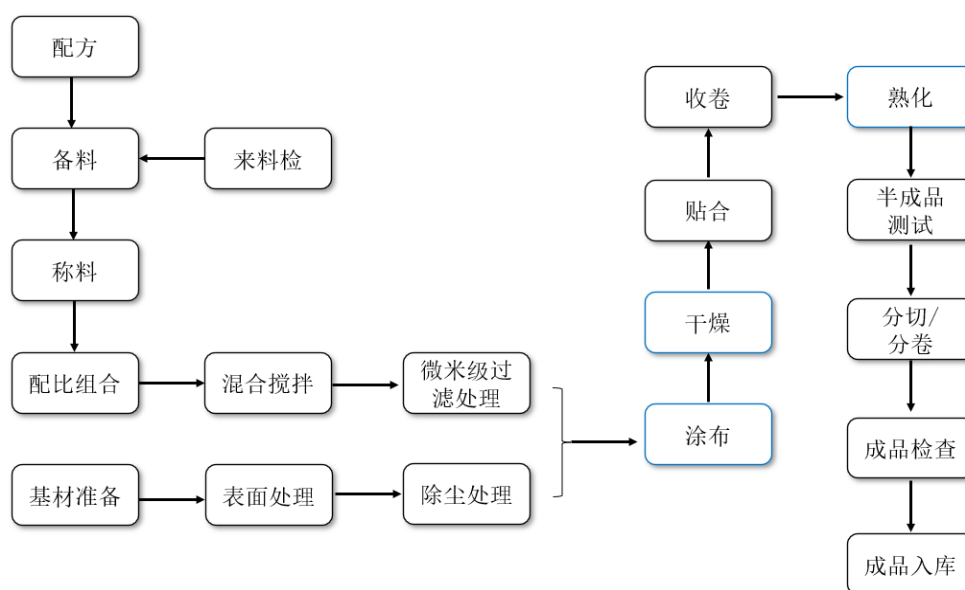 配方
备料
来料检
称料
配比组合
混合搅拌
微米级过
滤处理
基材准备
表面处理
除尘处理
涂布
干燥
贴合
收卷
熟化
半成品
测试
分切/
分卷
成品检查
成品入库